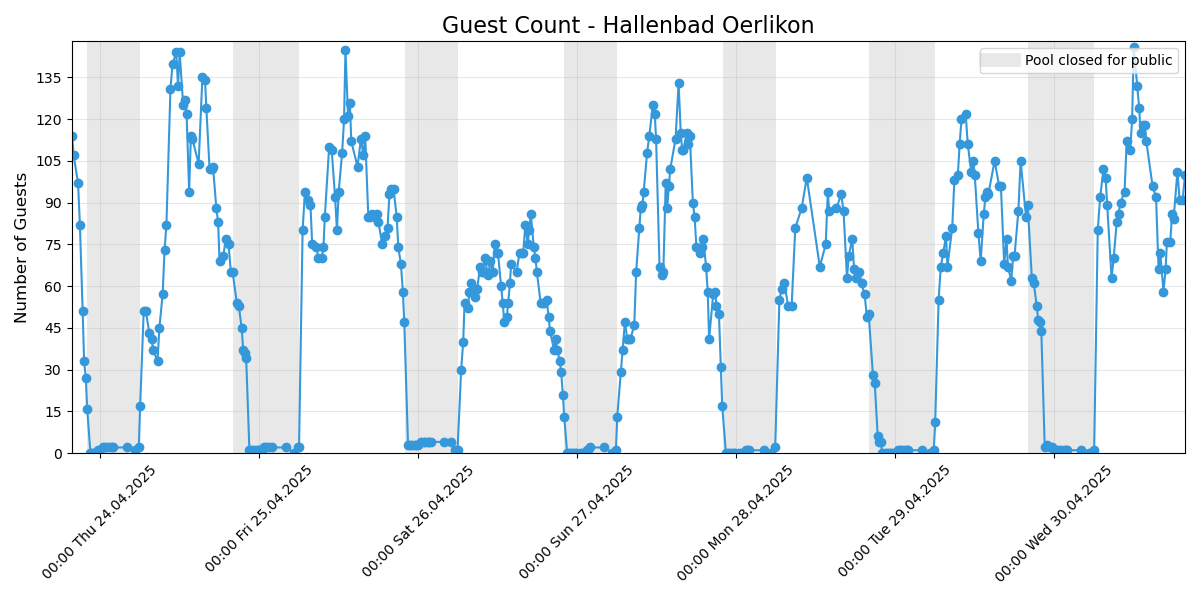 Guest Count - Hallenbad Oerlikon
Pool closed for public
Number of Guests
135
120
105
90
75
60
45
30
15
0
00:00 Thu 24.04.2025
00:00 Fri 25.04.2025
00:00 Sat 26.04.2025
00:00 Sun 27.04.2025
00:00 Mon 28.04.2025
00:00 Tue 29.04.2025
00:00 Wed 30.04.2025